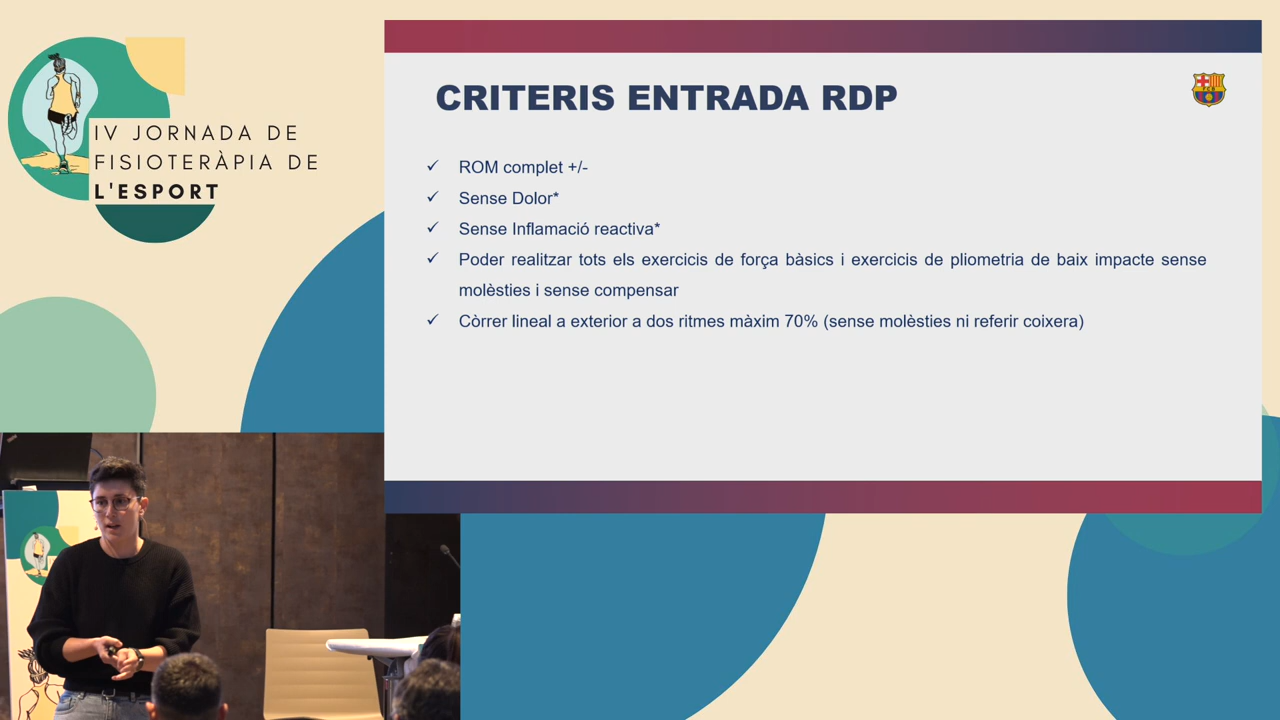 IV JORNADA DE
FISIOTERÀPIA DE
L'ESPORT
CRITERIS ENTRADA RDP
✓ ROM complet +/-
✓ Sense Dolor*
✓ Sense Inflamació reactiva*
✓ Poder realitzar tots els exercicis de força bàsics i exercicis de pliometria de baix impacte sense
molèsties i sense compensar
✓ Còrrer lineal a exterior a dos ritmes màxim 70% (sense molèsties ni referir coixera)